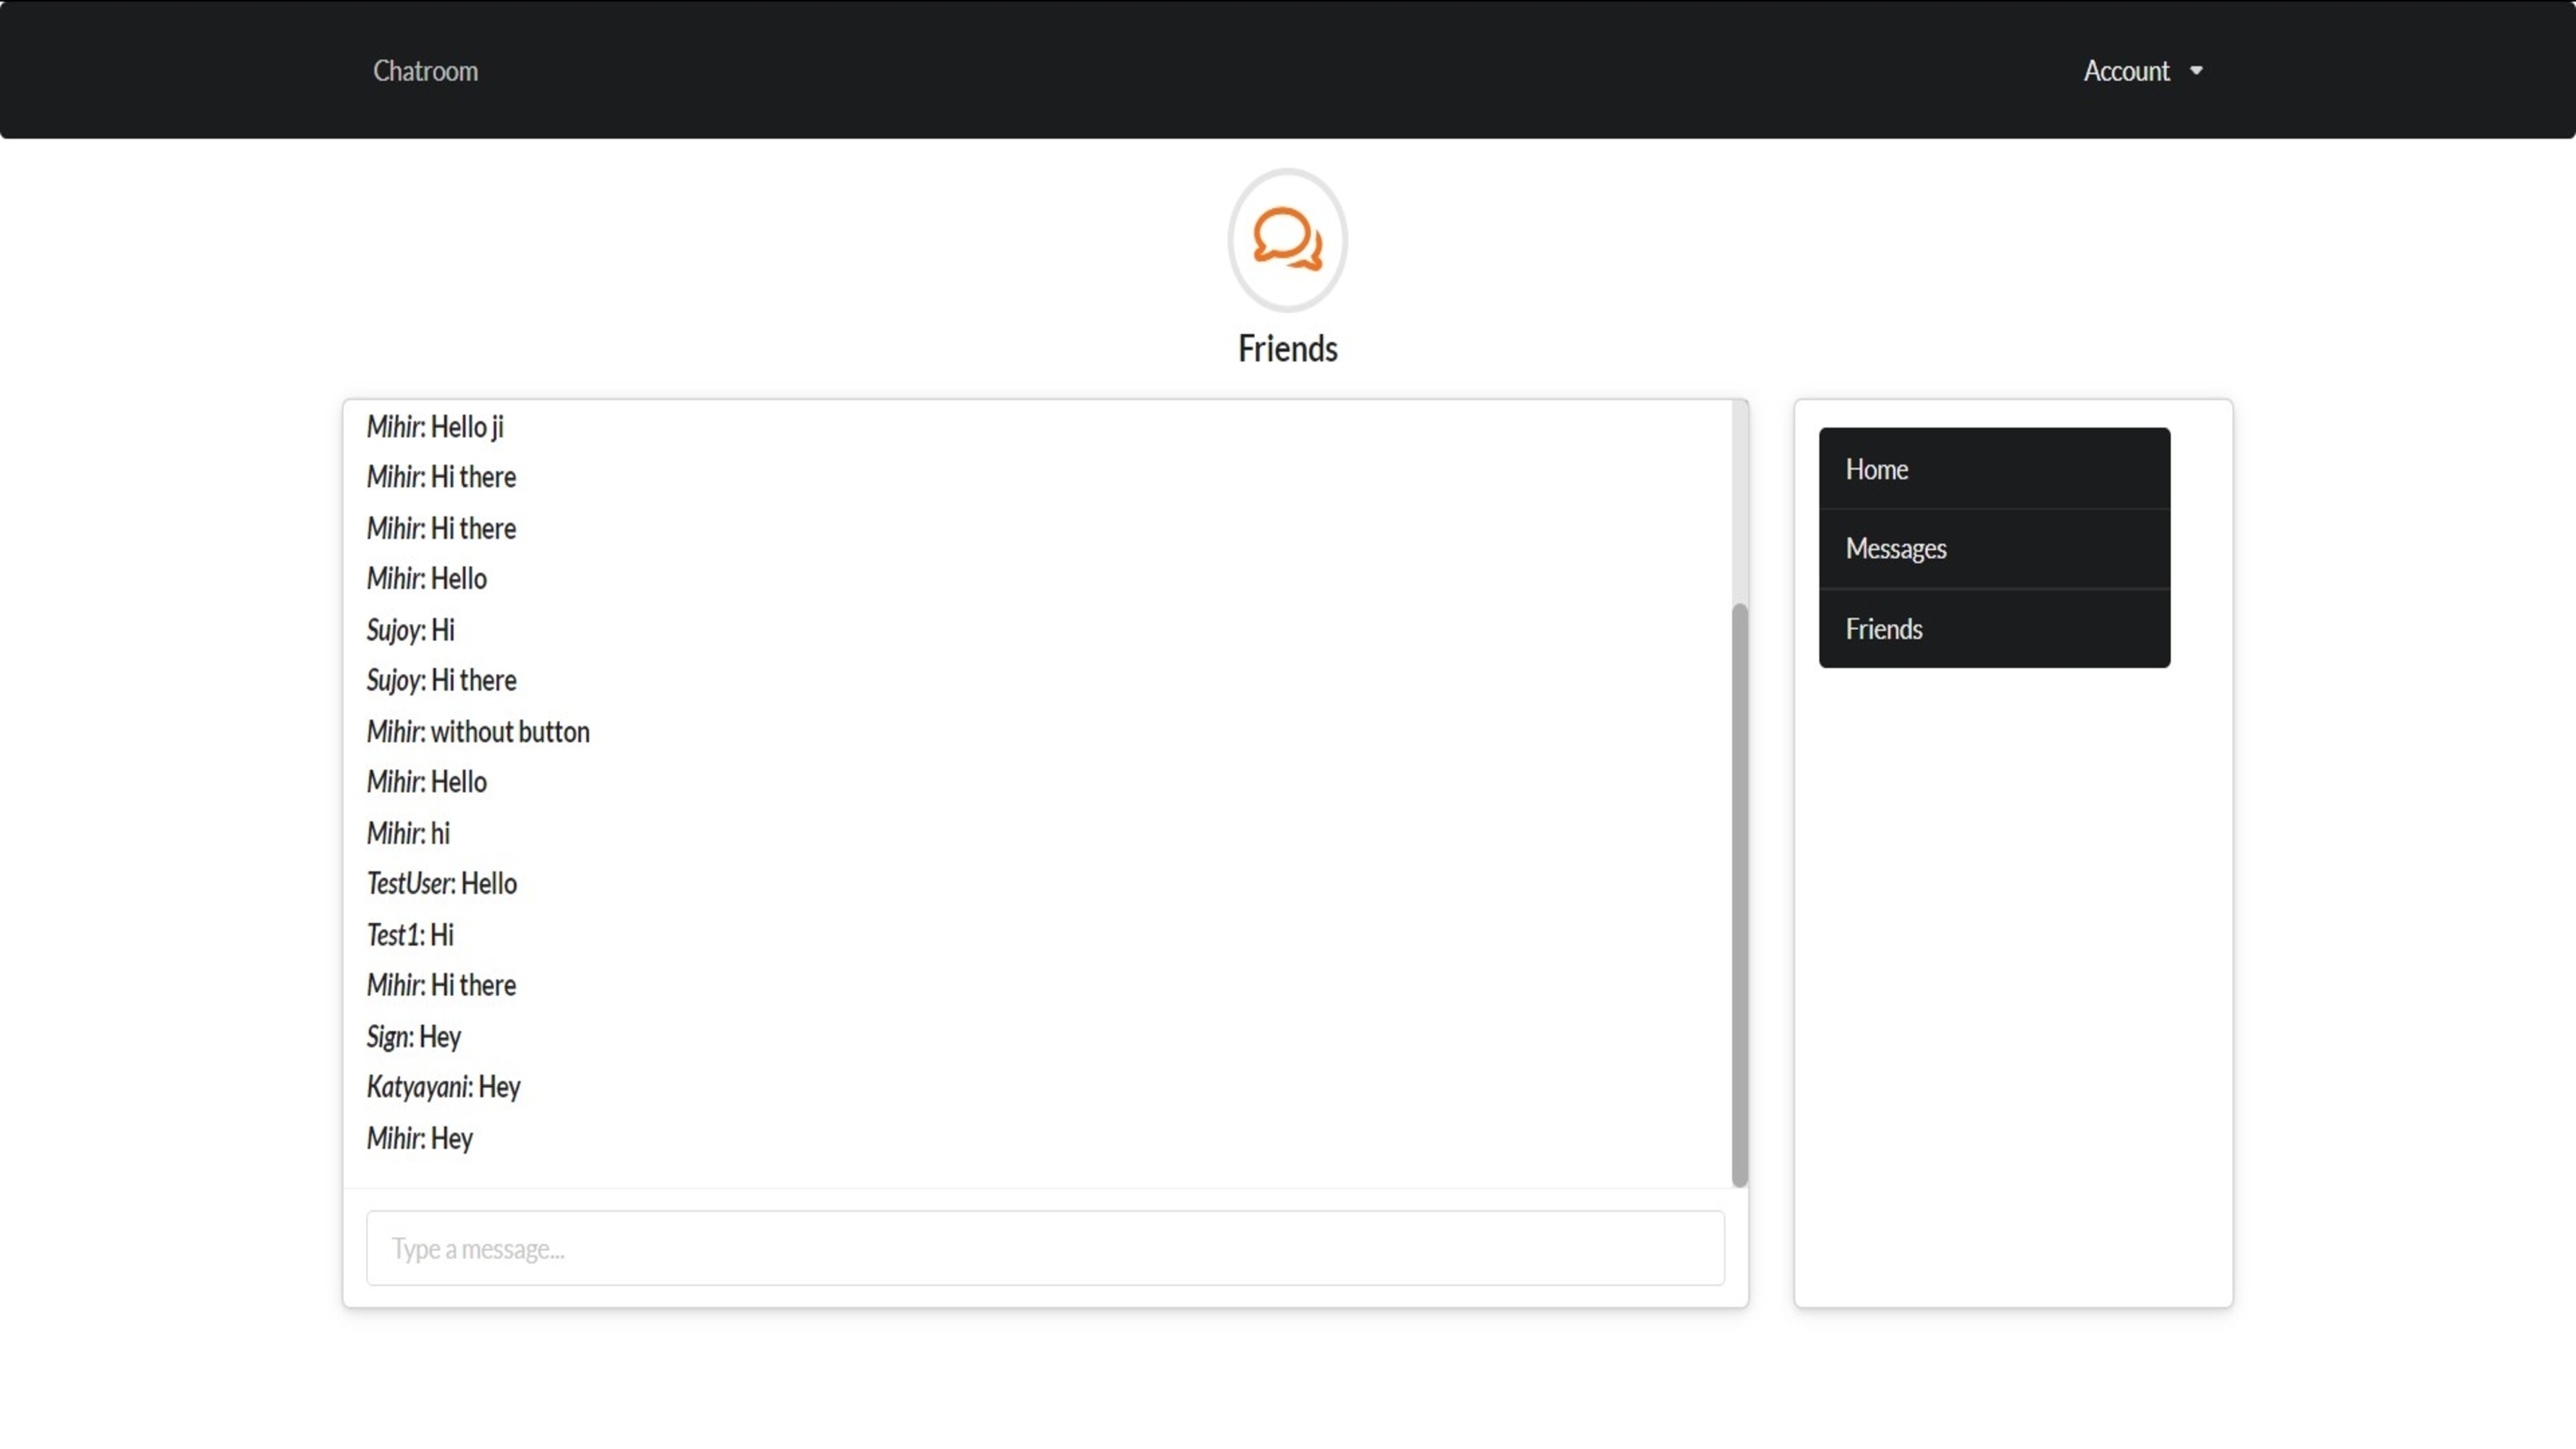 Chatroom
Account
Friends
Mihir: Hello ji
Mihir: Hi there
Mihir: Hi there
Mihir: Hello
Sujoy: Hi
Sujoy: Hi there
Mihir: without button
Mihir: Hello
Mihir: hi
TestUser: Hello
Test1: Hi
Mihir: Hi there
Sign: Hey
Katyayani: Hey
Mihir: Hey
Type a message...
Home
Messages
Friends